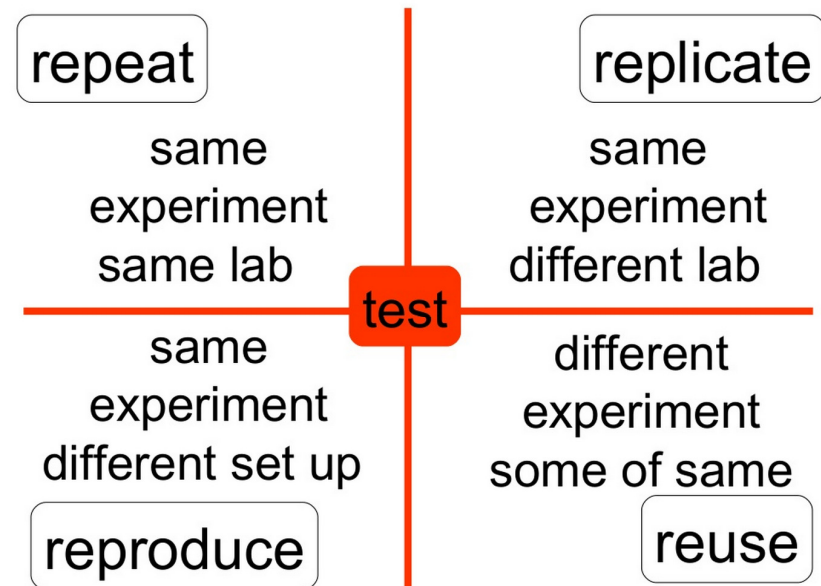 repeat
same
experiment
same lab
replicate
same
experiment
different lab
test
same
experiment
different set up
reproduce
different
experiment
some of same
reuse